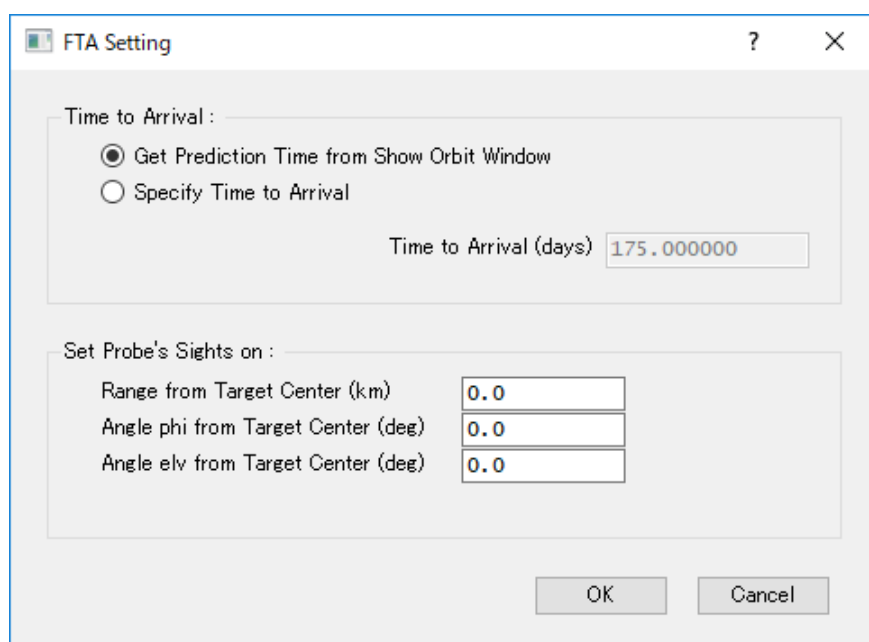 FTA Setting
?
Time to Arrival :
Get Prediction Time from Show Orbit Window
Specify Time to Arrival
Time to Arrival (days) 175.000000
Set Probe's Sights on :
Range from Target Center (km) 0.0
Angle phi from Target Center (deg) 0.0
Angle elv from Target Center (deg) 0.0
OK Cancel